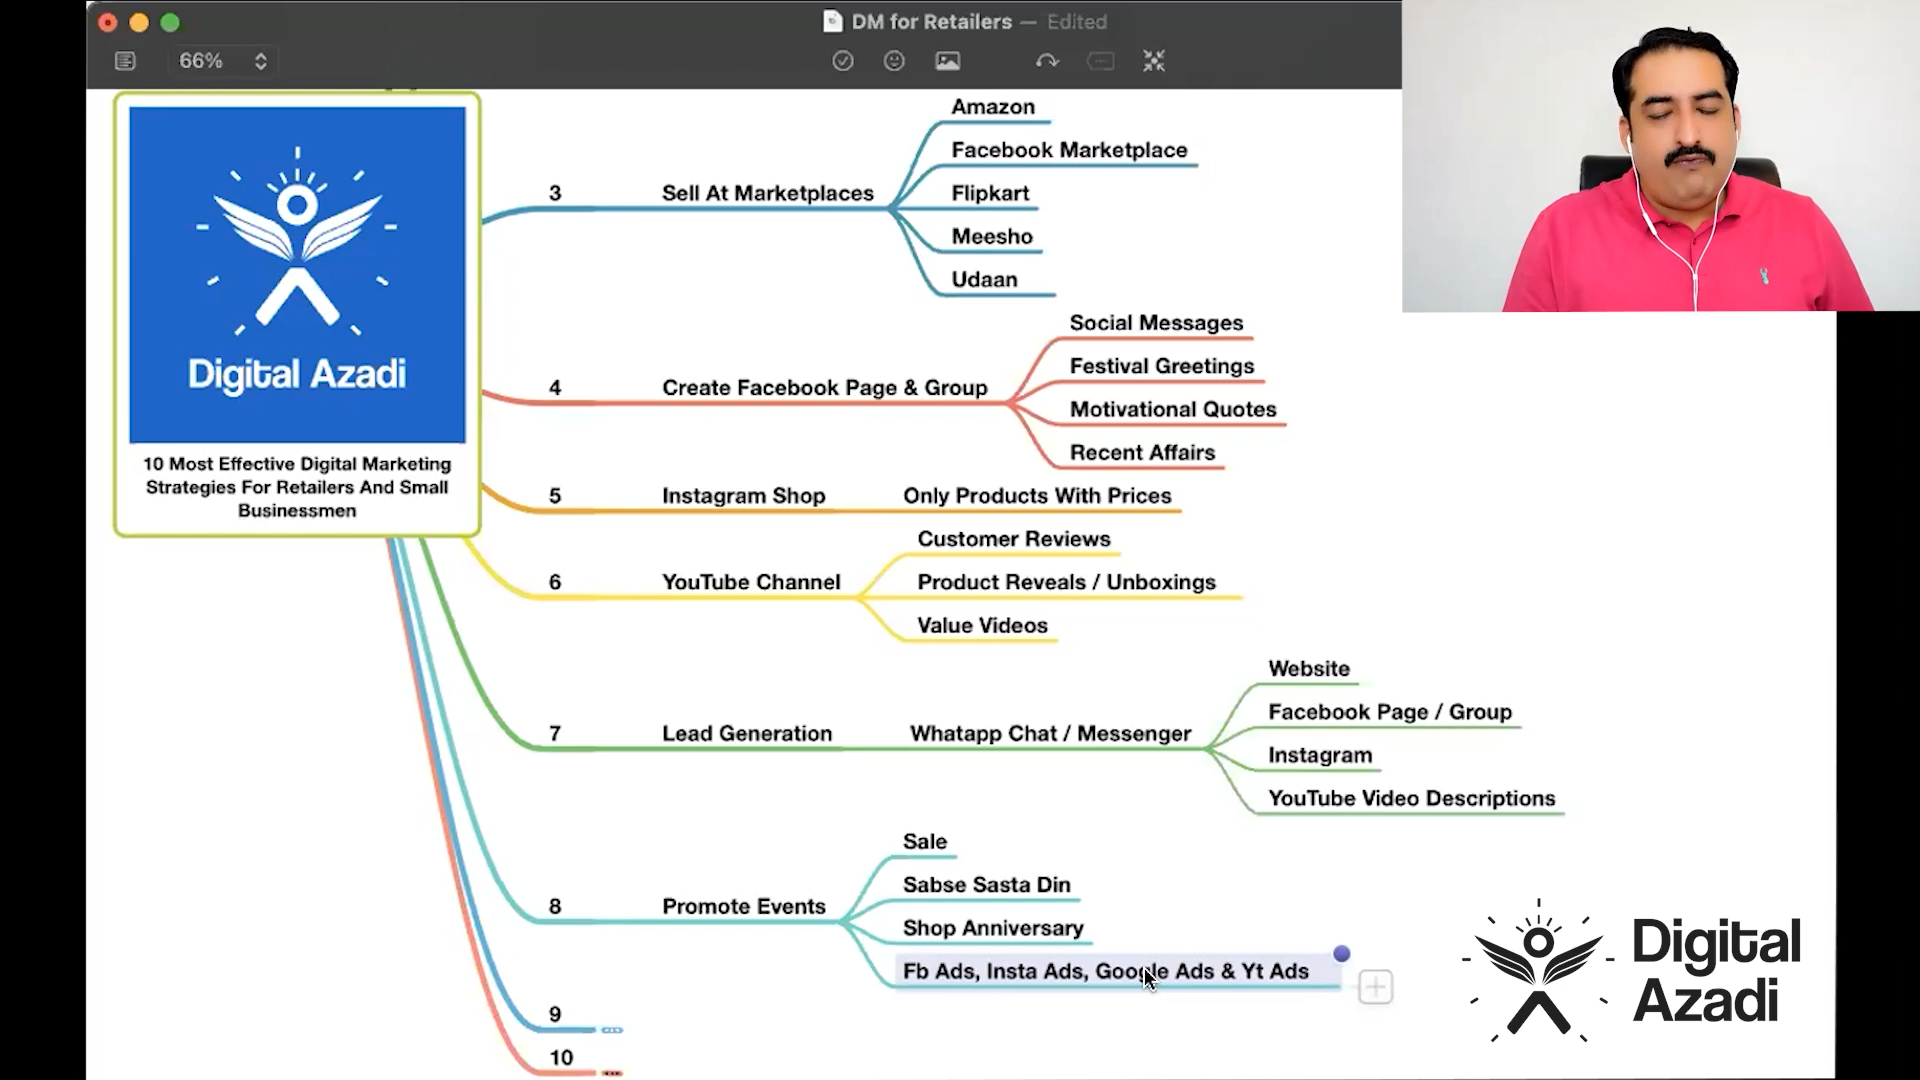 DM for Retailers — Edited
66%
Digital Azadi
10 Most Effective Digital Marketing
Strategies For Retailers And Small
Businessmen
3
Sell At Marketplaces
Amazon
Facebook Marketplace
Flipkart
Meesho
Udaan
4
Create Facebook Page & Group
Social Messages
Festival Greetings
Motivational Quotes
Recent Affairs
5
Instagram Shop
Only Products With Prices
6
YouTube Channel
Customer Reviews
Product Reveals / Unboxings
Value Videos
7
Lead Generation
Whatapp Chat / Messenger
Website
Facebook Page / Group
Instagram
YouTube Video Descriptions
8
Promote Events
Sale
Sabse Sasta Din
Shop Anniversary
Fb Ads, Insta Ads, Google Ads & Yt Ads
9
10
Digital
Azadi